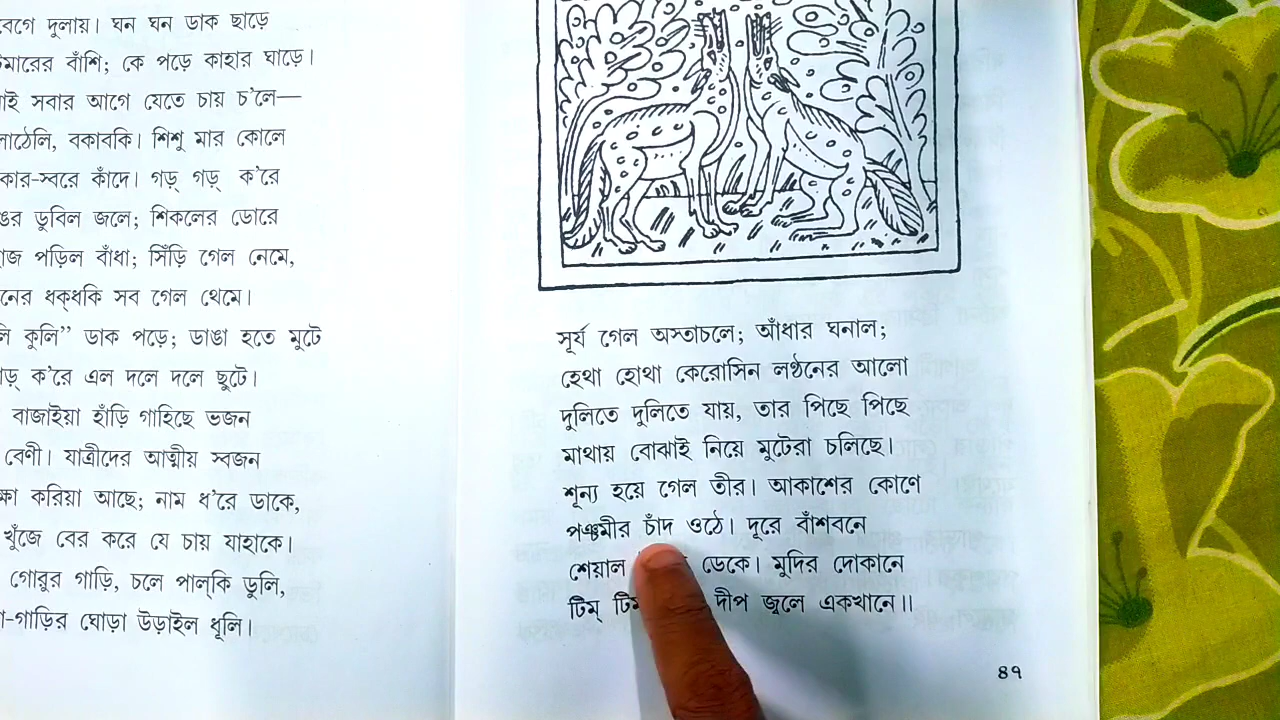 বেগে দুলায়। ঘন ঘন ডাক ছাড়ে
বাঁশি; কে পড়ে কাহার ঘাড়ে।
সবার আগে যেতে চায় চ'লে—
বকাবকি। শিশু মার কোলে
কাঁদে। গড়্ গড়্ ক'রে
ডুবিল জলে; শিকলের ডোরে
পড়িল বাঁধা; সিঁড়ি গেল নেমে,
ধক্‌ধকি সব গেল থেমে।
কুলি” ডাক পড়ে; ডাঙা হতে মুটে
ক'রে এল দলে দলে ছুটে।
বাজাইয়া হাঁড়ি গাহিছে ভজন
বেণী। যাত্রীদের আত্মীয় স্বজন
করিয়া আছে; নাম ধ'রে ডাকে,
খুঁজে বের করে যে চায় যাহাকে।
গোরুর গাড়ি, চলে পাল্‌কি ডুলি,
ঘোড়া উড়াইল ধূলি।
সূর্য গেল অস্তাচলে; আঁধার ঘনাল;
হেথা হোথা কেরোসিন লণ্ঠনের আলো
দুলিতে দুলিতে যায়, তার পিছে পিছে
মাথায় বোঝাই নিয়ে মুটেরা চলিছে।
শূন্য হয়ে গেল তীর। আকাশের কোণে
পঞ্চমীর চাঁদ ওঠে। দূরে বাঁশবনে
শেয়াল ডেকে। মুদির দোকানে
টিম্ দীপ জ্বলে একখানে॥
৪৭